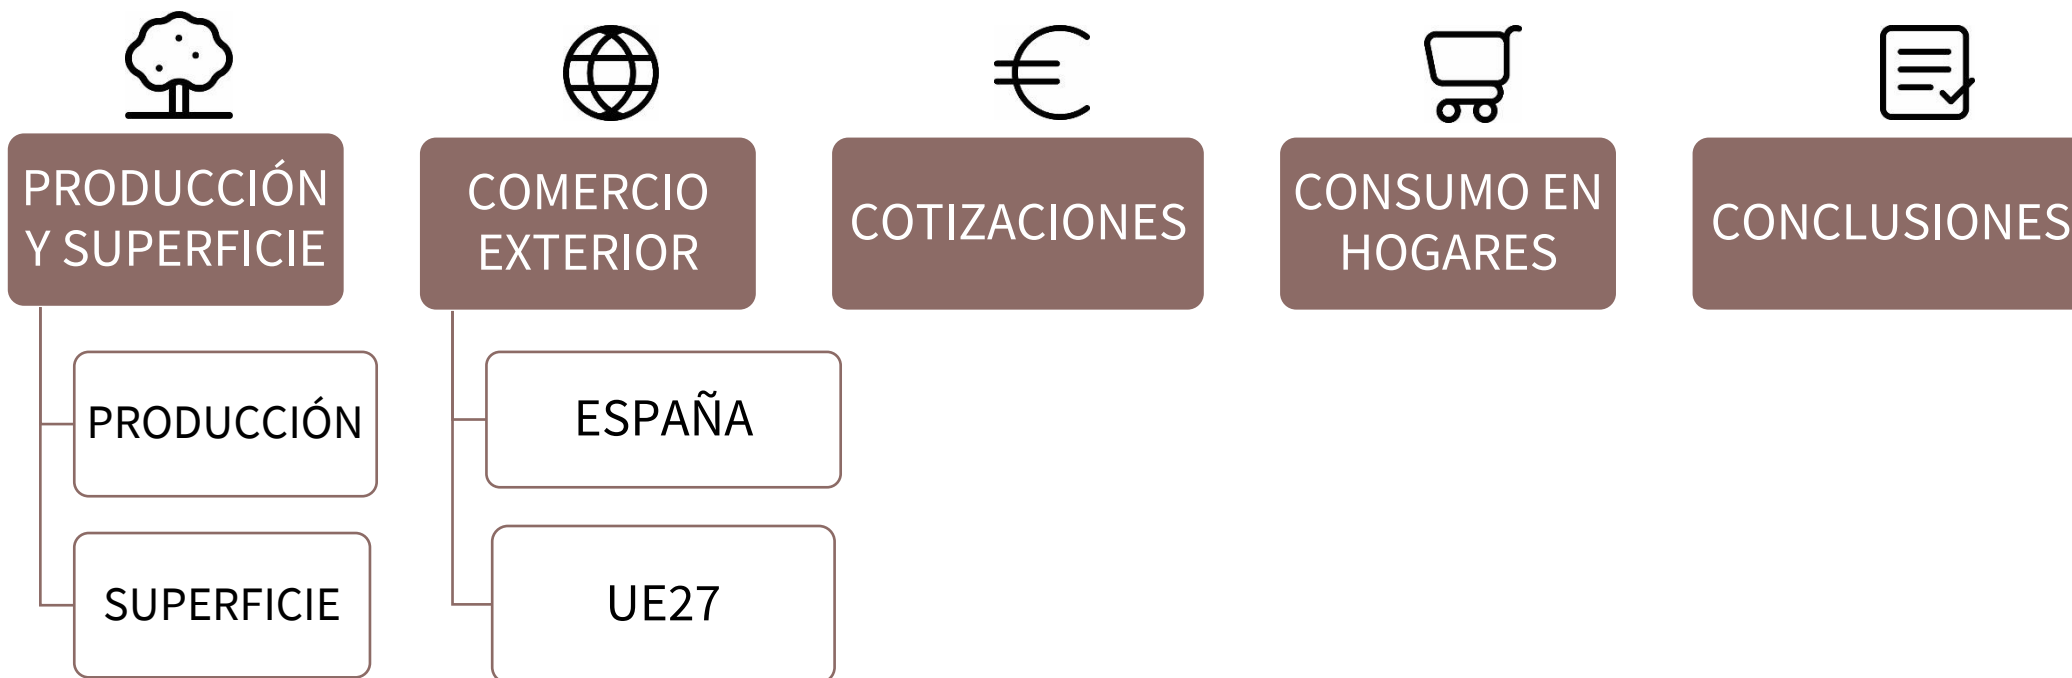 PRODUCCIÓN
Y SUPERFICIE
PRODUCCIÓN
SUPERFICIE
COMERCIO
EXTERIOR
ESPAÑA
UE27
COTIZACIONES
CONSUMO EN
HOGARES
CONCLUSIONES